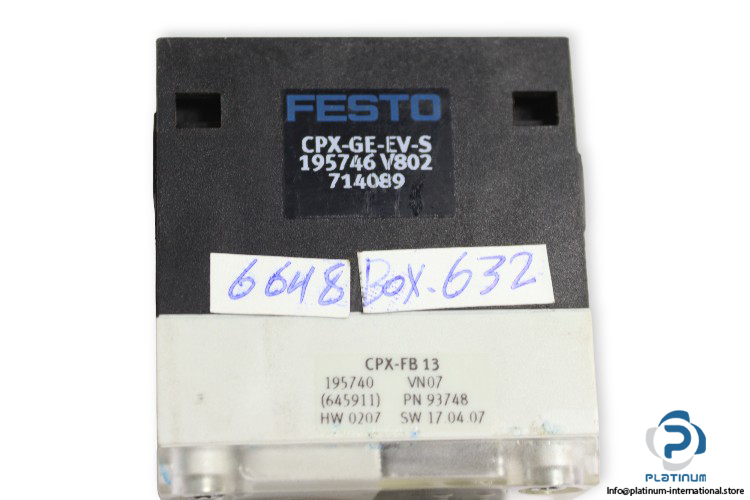 FESTO
CPX-GE-EV-S
195746 V802
714089
6648 BoX-632
CPX-FB 13
195740 VN07
(645911) PN 93748
HW 0207 SW 17 04 07
PLATINUM
Info@platinum-international.store